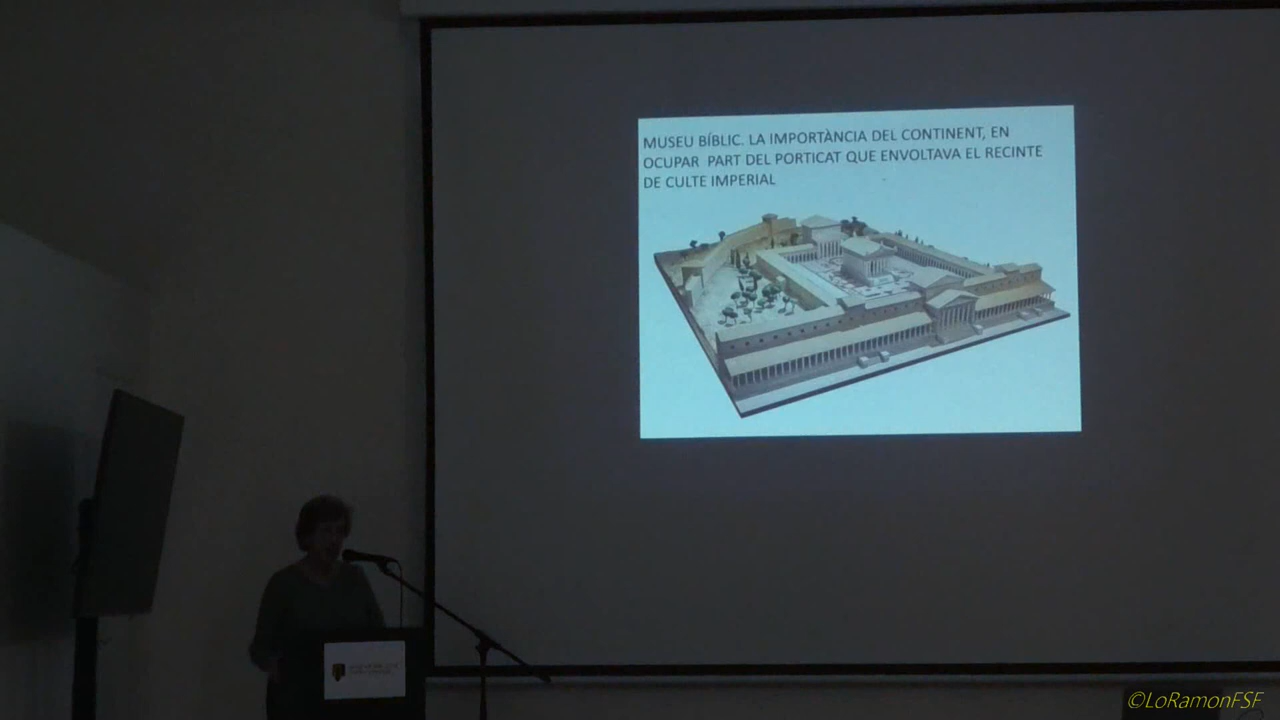 MUSEU BÍBLIC. LA IMPORTÀNCIA DEL CONTINENT, EN
OCUPAR PART DEL PORTICAT QUE ENVOLTAVA EL RECINTE
DE CULTE IMPERIAL
©LoRamonFSF